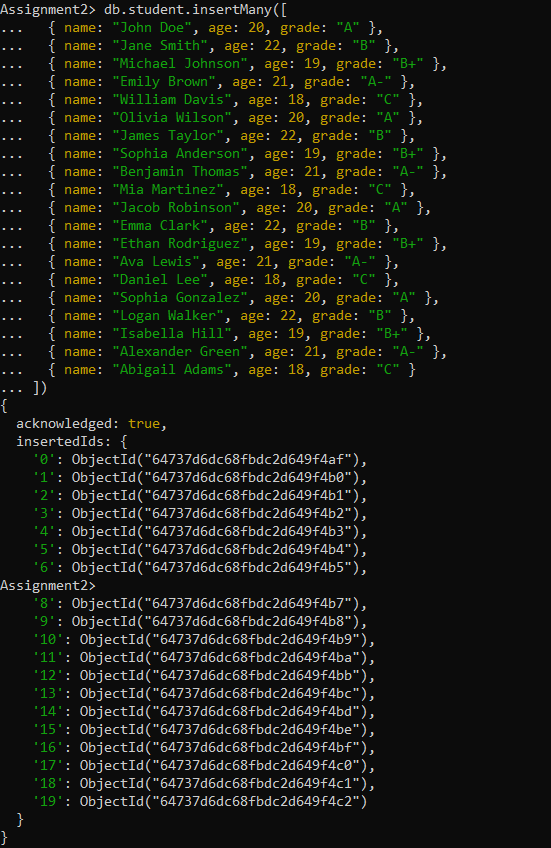 Assignment2> db.student.insertMany([
...   { name: "John Doe", age: 20, grade: "A" },
...   { name: "Jane Smith", age: 22, grade: "B" },
...   { name: "Michael Johnson", age: 19, grade: "B+" },
...   { name: "Emily Brown", age: 21, grade: "A-" },
...   { name: "William Davis", age: 18, grade: "C" },
...   { name: "Olivia Wilson", age: 20, grade: "A" },
...   { name: "James Taylor", age: 22, grade: "B" },
...   { name: "Sophia Anderson", age: 19, grade: "B+" },
...   { name: "Benjamin Thomas", age: 21, grade: "A-" },
...   { name: "Mia Martinez", age: 18, grade: "C" },
...   { name: "Jacob Robinson", age: 20, grade: "A" },
...   { name: "Emma Clark", age: 22, grade: "B" },
...   { name: "Ethan Rodriguez", age: 19, grade: "B+" },
...   { name: "Ava Lewis", age: 21, grade: "A-" },
...   { name: "Daniel Lee", age: 18, grade: "C" },
...   { name: "Sophia Gonzalez", age: 20, grade: "A" },
...   { name: "Logan Walker", age: 22, grade: "B" },
...   { name: "Isabella Hill", age: 19, grade: "B+" },
...   { name: "Alexander Green", age: 21, grade: "A-" },
...   { name: "Abigail Adams", age: 18, grade: "C" }
... ])
{
  acknowledged: true,
  insertedIds: {
    '0': ObjectId("64737d6dc68fbdc2d649f4af"),
    '1': ObjectId("64737d6dc68fbdc2d649f4b0"),
    '2': ObjectId("64737d6dc68fbdc2d649f4b1"),
    '3': ObjectId("64737d6dc68fbdc2d649f4b2"),
    '4': ObjectId("64737d6dc68fbdc2d649f4b3"),
    '5': ObjectId("64737d6dc68fbdc2d649f4b4"),
    '6': ObjectId("64737d6dc68fbdc2d649f4b5"),
Assignment2>
    '8': ObjectId("64737d6dc68fbdc2d649f4b7"),
    '9': ObjectId("64737d6dc68fbdc2d649f4b8"),
    '10': ObjectId("64737d6dc68fbdc2d649f4b9"),
    '11': ObjectId("64737d6dc68fbdc2d649f4ba"),
    '12': ObjectId("64737d6dc68fbdc2d649f4bb"),
    '13': ObjectId("64737d6dc68fbdc2d649f4bc"),
    '14': ObjectId("64737d6dc68fbdc2d649f4bd"),
    '15': ObjectId("64737d6dc68fbdc2d649f4be"),
    '16': ObjectId("64737d6dc68fbdc2d649f4bf"),
    '17': ObjectId("64737d6dc68fbdc2d649f4c0"),
    '18': ObjectId("64737d6dc68fbdc2d649f4c1"),
    '19': ObjectId("64737d6dc68fbdc2d649f4c2")
  }
}